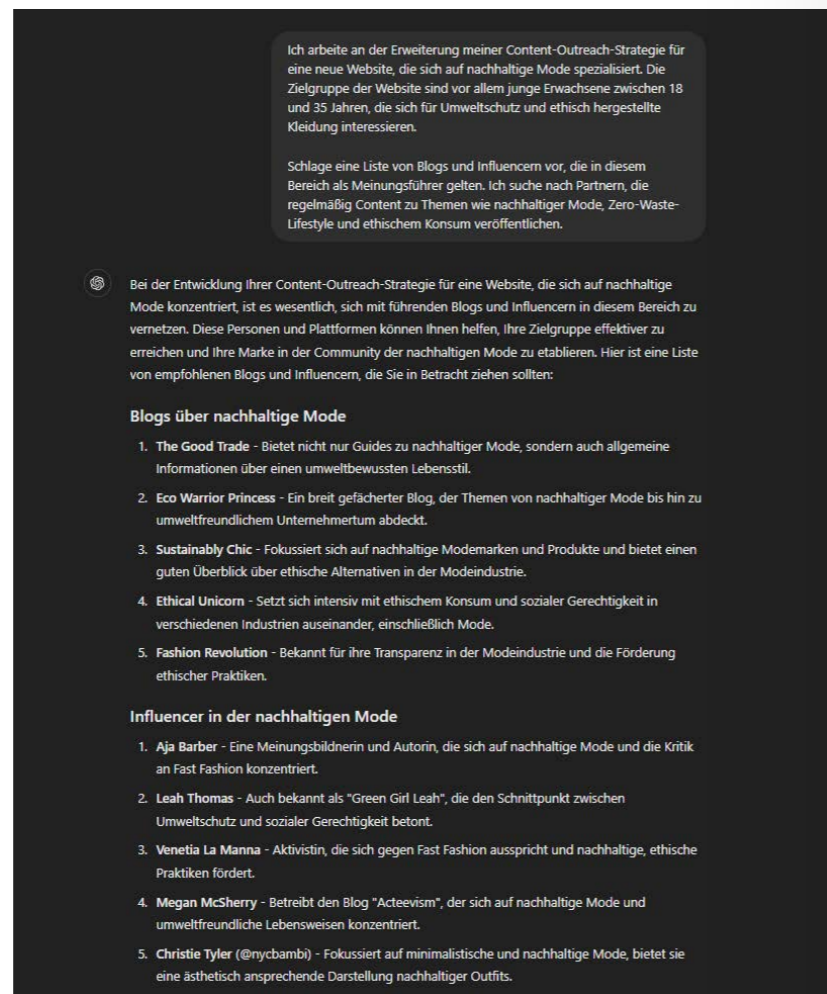 Ich arbeite an der Erweiterung meiner Content-Outreach-Strategie für
eine neue Website, die sich auf nachhaltige Mode spezialisiert. Die
Zielgruppe der Website sind vor allem junge Erwachsene zwischen 18
und 35 Jahren, die sich für Umweltschutz und ethisch hergestellte
Kleidung interessieren.
Schlage eine Liste von Blogs und Influencern vor, die in diesem
Bereich als Meinungsführer gelten. Ich suche nach Partnern, die
regelmäßig Content zu Themen wie nachhaltiger Mode, Zero-Waste-
Lifestyle und ethischem Konsum veröffentlichen.
Bei der Entwicklung Ihrer Content-Outreach-Strategie für eine Website, die sich auf nachhaltige
Mode konzentriert, ist es wesentlich, sich mit führenden Blogs und Influencern in diesem Bereich zu
vernetzen. Diese Personen und Plattformen können Ihnen helfen, Ihre Zielgruppe effektiver zu
erreichen und Ihre Marke in der Community der nachhaltigen Mode zu etablieren. Hier ist eine Liste
von empfohlenen Blogs und Influencern, die Sie in Betracht ziehen sollten:
Blogs über nachhaltige Mode
1. The Good Trade - Bietet nicht nur Guides zu nachhaltiger Mode, sondern auch allgemeine
Informationen über einen umweltbewussten Lebensstil.
2. Eco Warrior Princess - Ein breit gefächerter Blog, der Themen von nachhaltiger Mode bis hin zu
umweltfreundlichem Unternehmertum abdeckt.
3. Sustainably Chic - Fokussiert sich auf nachhaltige Modemarken und Produkte und bietet einen
guten Überblick über ethische Alternativen in der Modeindustrie.
4. Ethical Unicorn - Setzt sich intensiv mit ethischem Konsum und sozialer Gerechtigkeit in
verschiedenen Industrien auseinander, einschließlich Mode.
5. Fashion Revolution - Bekannt für ihre Transparenz in der Modeindustrie und die Förderung
ethischer Praktiken.
Influencer in der nachhaltigen Mode
1. Aja Barber - Eine Meinungsbildnerin und Autorin, die sich auf nachhaltige Mode und die Kritik
an Fast Fashion konzentriert.
2. Leah Thomas - Auch bekannt als "Green Girl Leah", die den Schnittpunkt zwischen
Umweltschutz und sozialer Gerechtigkeit betont.
3. Venetia La Manna - Aktivistin, die sich gegen Fast Fashion ausspricht und nachhaltige, ethische
Praktiken fördert.
4. Megan McSherry - Betreibt den Blog "Acteevism", der sich auf nachhaltige Mode und
umweltfreundliche Lebensweisen konzentriert.
5. Christie Tyler (@nycbambi) - Fokussiert auf minimalistische und nachhaltige Mode, bietet sie
eine ästhetisch ansprechende Darstellung nachhaltiger Outfits.